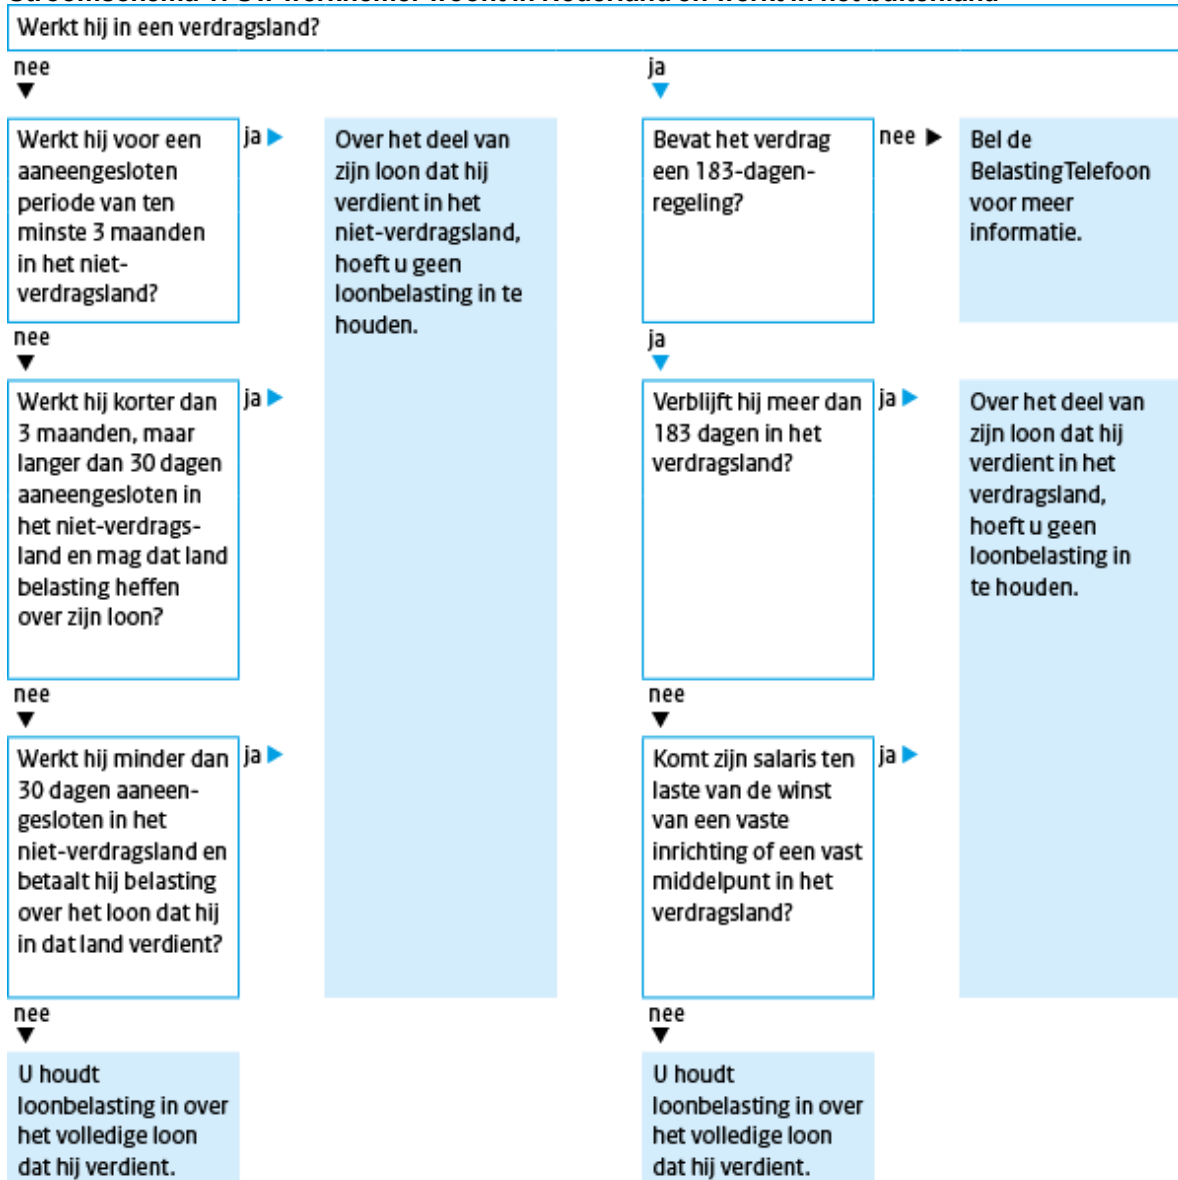 Werkt hij in een verdragsland?
nee
Werkt hij voor een
aaneengesloten
periode van ten
minste 3 maanden
in het niet-
verdragsland?
ja
Over het deel van
zijn loon dat hij
verdient in het
niet-verdragsland,
hoeft u geen
loonbelasting in te
houden.
nee
Werkt hij korter dan
3 maanden, maar
langer dan 30 dagen
aaneengesloten in
het niet-verdrags-
land en mag dat land
belasting heffen
over zijn loon?
ja
nee
Werkt hij minder dan
30 dagen aaneen-
gesloten in het
niet-verdragsland en
betaalt hij belasting
over het loon dat hij
in dat land verdient?
ja
nee
U houdt
loonbelasting in over
het volledige loon
dat hij verdient.
ja
Bevat het verdrag
een 183-dagen-
regeling?
nee
Bel de
BelastingTelefoon
voor meer
informatie.
ja
Verblijft hij meer dan
183 dagen in het
verdragsland?
ja
Over het deel van
zijn loon dat hij
verdient in het
verdragsland,
hoeft u geen
loonbelasting in
te houden.
nee
Komt zijn salaris ten
laste van de winst
van een vaste
inrichting of een vast
middelpunt in het
verdragsland?
ja
nee
U houdt
loonbelasting in over
het volledige loon
dat hij verdient.